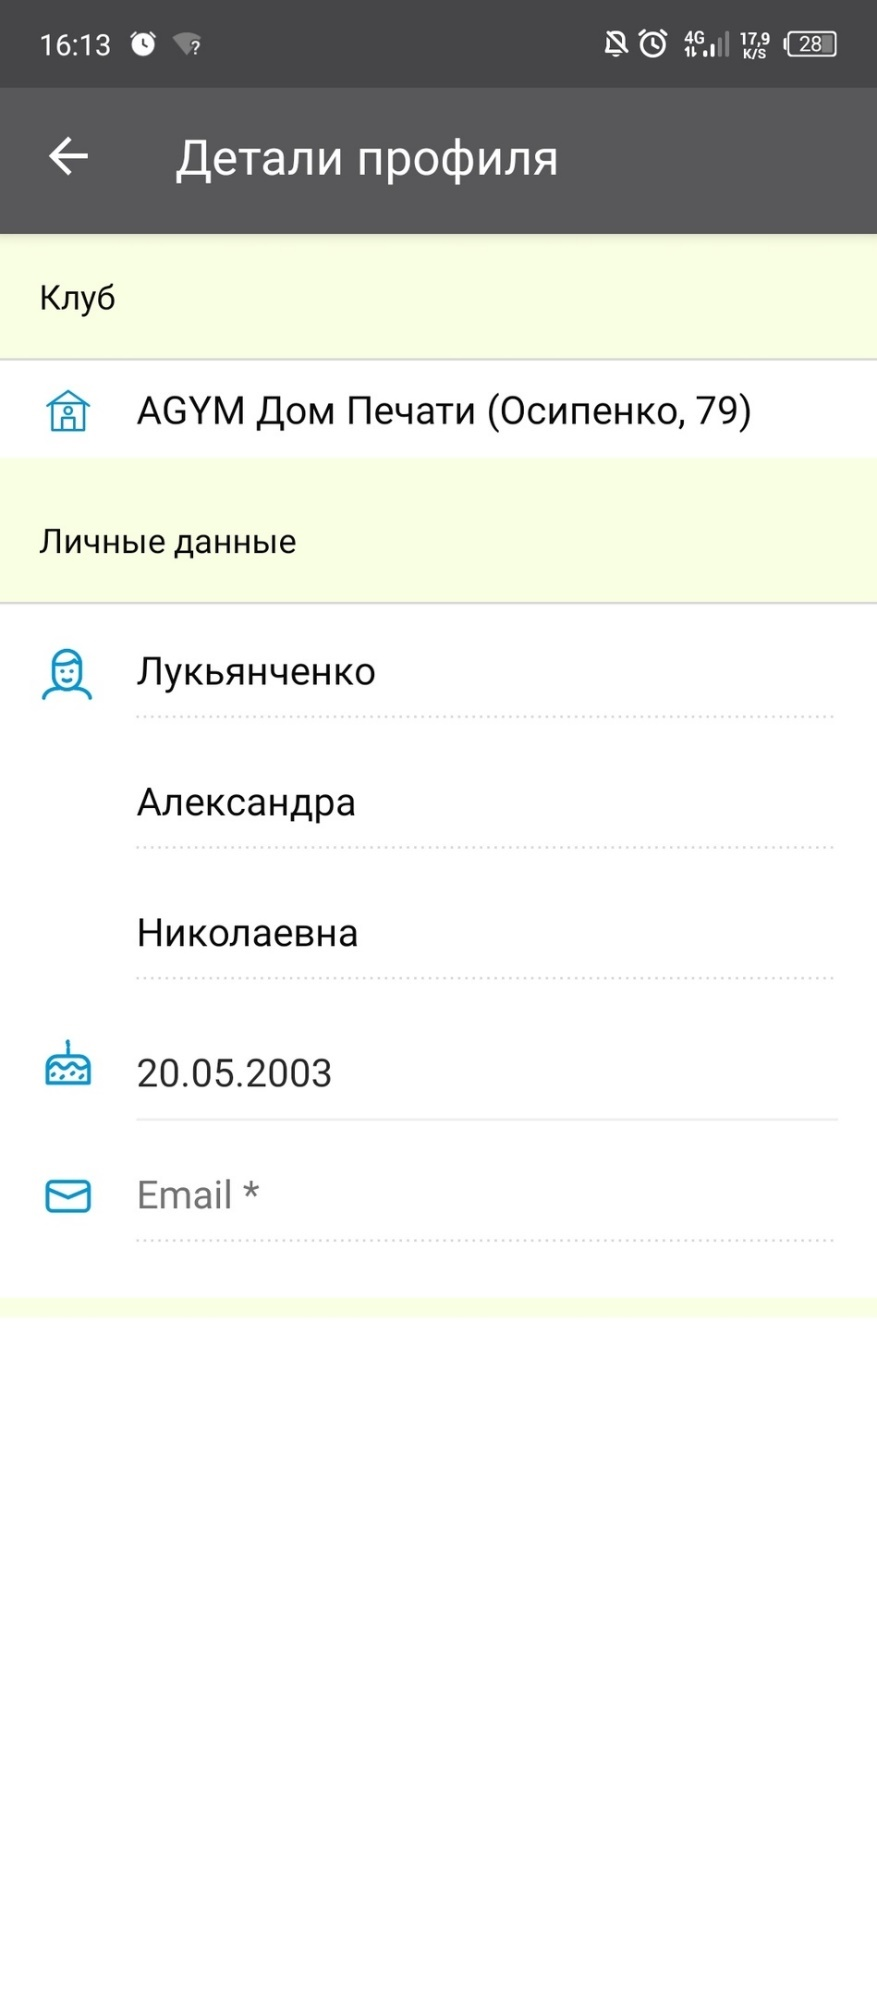 16:13
4G 17,9 K/S 28
Детали профиля
Клуб
AGYM Дом Печати (Осипенко, 79)
Личные данные
Лукьянченко
Александра
Николаевна
20.05.2003
Email *